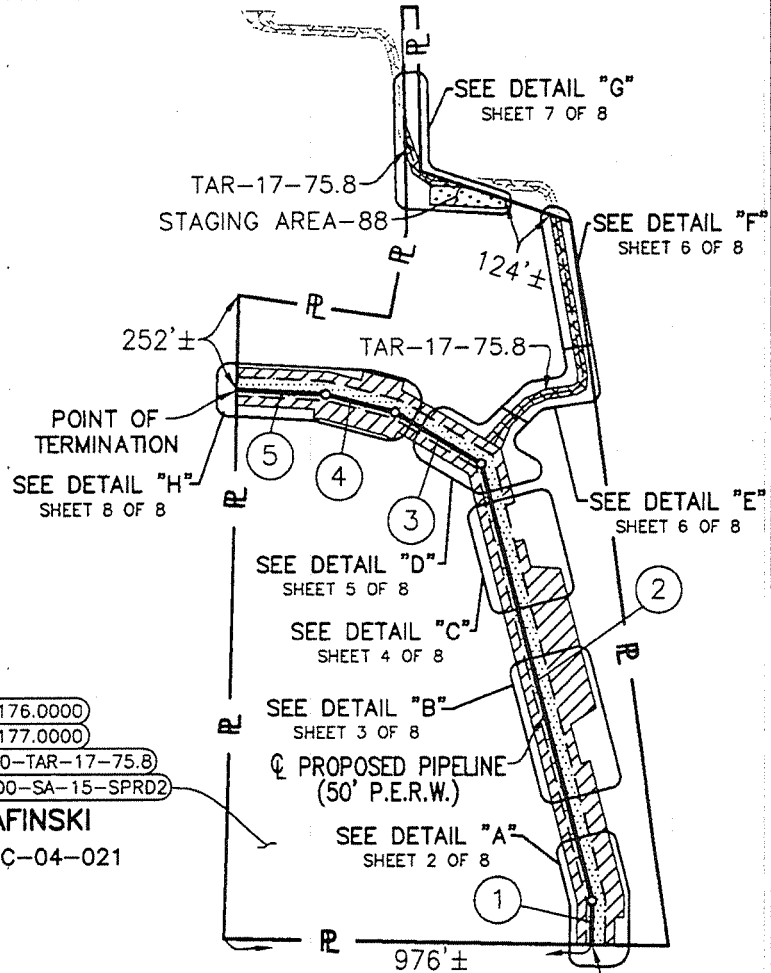 ℄
SEE DETAIL "G"
SHEET 7 OF 8
TAR-17-75.8
STAGING AREA-88
SEE DETAIL "F"
SHEET 6 OF 8
124'±
℄
252'±
TAR-17-75.8
POINT OF
TERMINATION
5
4
3
SEE DETAIL "H"
SHEET 8 OF 8
SEE DETAIL "E"
SHEET 6 OF 8
SEE DETAIL "D"
SHEET 5 OF 8
2
SEE DETAIL "C"
SHEET 4 OF 8
176.0000
177.0000
0-TAR-17-75.8
00-SA-15-SPRD2
AFINSKI
C-04-021
SEE DETAIL "B"
SHEET 3 OF 8
℄ PROPOSED PIPELINE
(50' P.E.R.W.)
SEE DETAIL "A"
SHEET 2 OF 8
1
976'±